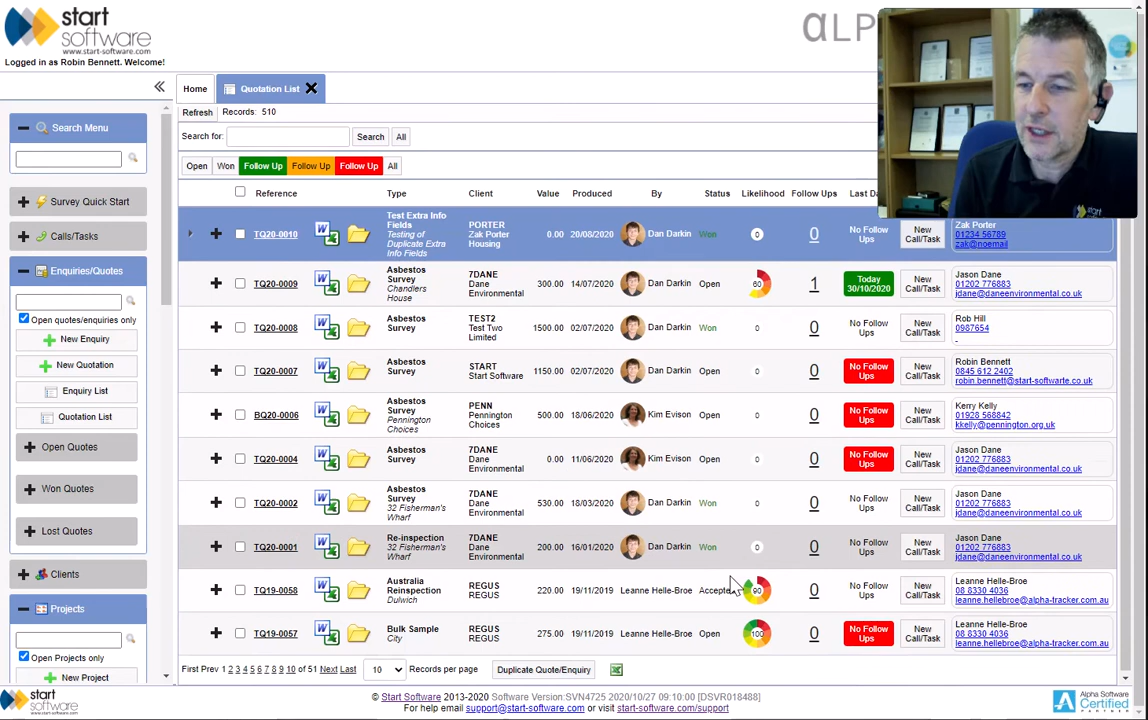 start
software
www.start-software.com
αLP
Logged in as Robin Bennett. Welcome!
Home
Quotation List
Refresh Records: 510
Search for: Search All
Open Won Follow Up Follow Up Follow Up All
Reference Type Client Value Produced By Status Likelihood Follow Ups Last Da
TQ20-0010 Test Extra Info Fields Testing of Duplicate Extra Info Fields PORTER Zak Porter Housing 0.00 20/08/2020 Dan Darkin Won 0 0 No Follow Ups New Call/Task Zak Porter 01234 56789 zak@noemail
TQ20-0009 Asbestos Survey Chandlers House 7DANE Dane Environmental 300.00 14/07/2020 Dan Darkin Open 60 1 Today 30/10/2020 New Call/Task Jason Dane 01202 776883 jdane@daneenvironmental.co.uk
TQ20-0008 Asbestos Survey TEST2 Test Two Limited 1500.00 02/07/2020 Dan Darkin Won 0 0 No Follow Ups New Call/Task Rob Hill 0987654 -
TQ20-0007 Asbestos Survey START Start Software 1150.00 02/07/2020 Dan Darkin Open 0 0 No Follow Ups New Call/Task Robin Bennett 0845 612 2402 robin.bennett@start-softwarte.co.uk
BQ20-0006 Asbestos Survey Pennington Choices PENN Pennington Choices 500.00 18/06/2020 Kim Evison Open 0 0 No Follow Ups New Call/Task Kerry Kelly 01928 568842 kkelly@pennington.org.uk
TQ20-0004 Asbestos Survey 7DANE Dane Environmental 0.00 11/06/2020 Kim Evison Open 0 0 No Follow Ups New Call/Task Jason Dane 01202 776883 jdane@daneenvironmental.co.uk
TQ20-0002 Asbestos Survey 32 Fisherman's Wharf 7DANE Dane Environmental 530.00 18/03/2020 Dan Darkin Won 0 0 No Follow Ups New Call/Task Jason Dane 01202 776883 jdane@daneenvironmental.co.uk
TQ20-0001 Re-inspection 32 Fisherman's Wharf 7DANE Dane Environmental 200.00 16/01/2020 Dan Darkin Won 0 0 No Follow Ups New Call/Task Jason Dane 01202 776883 jdane@daneenvironmental.co.uk
TQ19-0058 Australia Reinspection Dulwich REGUS REGUS 220.00 19/11/2019 Leanne Helle-Broe Accepte 90 0 No Follow Ups New Call/Task Leanne Helle-Broe 08 8330 4036 leanne.hellebroe@alpha-tracker.com.au
TQ19-0057 Bulk Sample City REGUS REGUS 275.00 19/11/2019 Leanne Helle-Broe Open 100 0 No Follow Ups New Call/Task Leanne Helle-Broe 08 8330 4036 leanne.hellebroe@alpha-tracker.com.au
First Prev 1 2 3 4 5 6 7 8 9 10 of 51 Next Last 10 Records per page Duplicate Quote/Enquiry
Search Menu
Survey Quick Start
Calls/Tasks
Enquiries/Quotes
Open quotes/enquiries only
New Enquiry
New Quotation
Enquiry List
Quotation List
Open Quotes
Won Quotes
Lost Quotes
Clients
Projects
Open Projects only
New Project
start
software
© Start Software 2013-2020 Software Version:SVN4725 2020/10/27 09:10:00 [DSVR018488]
For help email support@start-software.com or visit start-software.com/support
Alpha Software
Certified